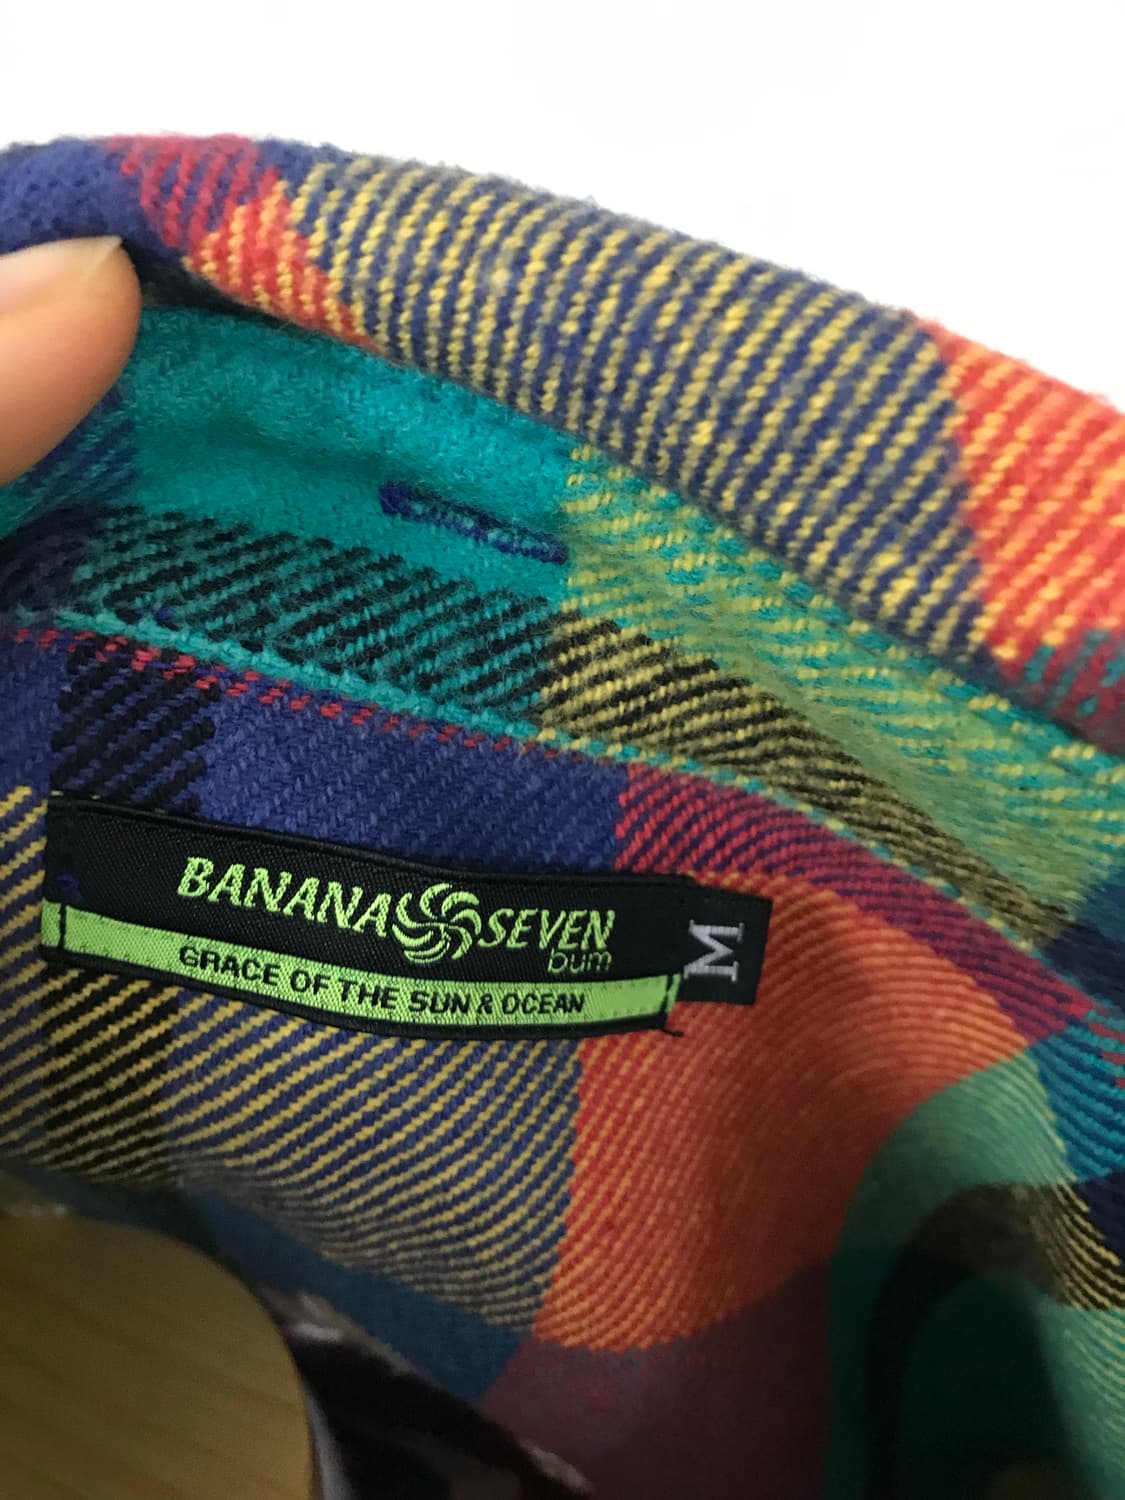 BANANA SEVEN
bum
GRACE OF THE SUN & OCEAN
M